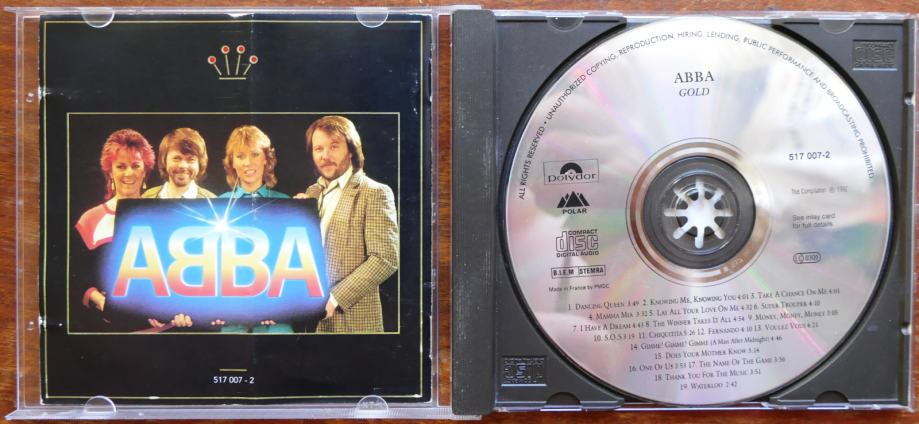 ABBA
517 007 - 2
ALL RIGHTS RESERVED • UNAUTHORIZED COPYING, REPRODUCTION, HIRING, LENDING, PUBLIC PERFORMANCE AND BROADCASTING PROHIBITED
ABBA
GOLD
517 007-2
polydor
POLAR
The Compilation ℗ 1992
See inlay card
for full details
COMPACT
disc
DIGITAL AUDIO
LC 0309
B.I.E.M STEMRA
Made in France by PMDC
1. DANCING QUEEN 3:49 2. KNOWING ME, KNOWING YOU 4:01 3. TAKE A CHANCE ON ME 4:01
4. MAMMA MIA 3:32 5. LAY ALL YOUR LOVE ON ME 4:32 6. SUPER TROUPER 4:10
7. I HAVE A DREAM 4:43 8. THE WINNER TAKES IT ALL 4:54 9. MONEY, MONEY, MONEY 3:05
10. S.O.S 3:19 11. CHIQUITITA 5:26 12. FERNANDO 4:10 13. VOULEZ VOUS 4:21
14. GIMME! GIMME! GIMME! (A Man After Midnight) 4:46
15. DOES YOUR MOTHER KNOW 3:14
16. ONE OF US 3:53 17. THE NAME OF THE GAME 3:56
18. THANK YOU FOR THE MUSIC 3:51
19. WATERLOO 2:42